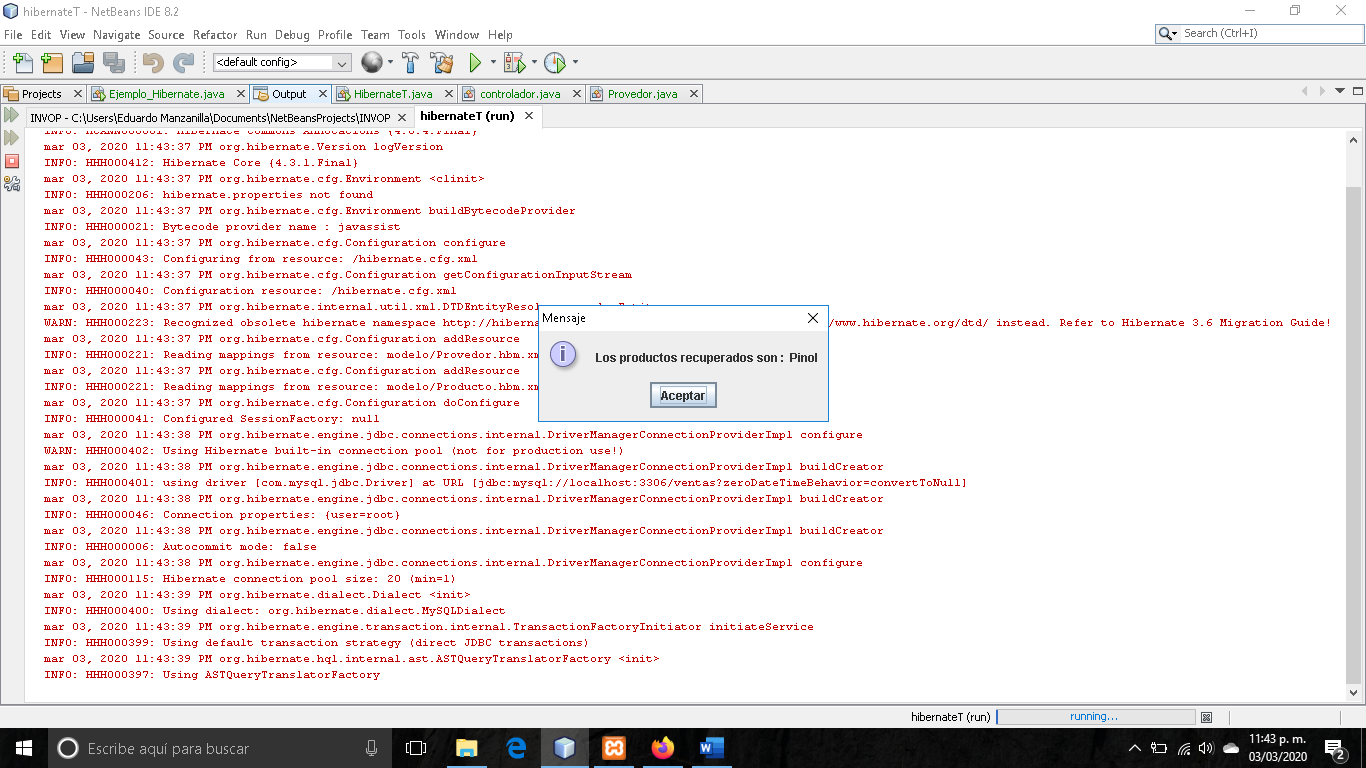 hibernateT - NetBeans IDE 8.2
File Edit View Navigate Source Refactor Run Debug Profile Team Tools Window Help
Search (Ctrl+I)
<default config>
Projects Ejemplo_Hibernate.java Output HibernateT.java controlador.java Provedor.java
INVOP - C:\Users\Eduardo Manzanilla\Documents\NetBeansProjects\INVOP hibernateT (run)
INFO: HCANN000001: Hibernate Commons Annotations {4.0.4.Final}
mar 03, 2020 11:43:37 PM org.hibernate.Version logVersion
INFO: HHH000412: Hibernate Core {4.3.1.Final}
mar 03, 2020 11:43:37 PM org.hibernate.cfg.Environment <clinit>
INFO: HHH000206: hibernate.properties not found
mar 03, 2020 11:43:37 PM org.hibernate.cfg.Environment buildBytecodeProvider
INFO: HHH000021: Bytecode provider name : javassist
mar 03, 2020 11:43:37 PM org.hibernate.cfg.Configuration configure
INFO: HHH000043: Configuring from resource: /hibernate.cfg.xml
mar 03, 2020 11:43:37 PM org.hibernate.cfg.Configuration getConfigurationInputStream
INFO: HHH000040: Configuration resource: /hibernate.cfg.xml
mar 03, 2020 11:43:37 PM org.hibernate.internal.util.xml.DTDEntityResol
WARN: HHH000223: Recognized obsolete hibernate namespace http://hiberna /www.hibernate.org/dtd/ instead. Refer to Hibernate 3.6 Migration Guide!
mar 03, 2020 11:43:37 PM org.hibernate.cfg.Configuration addResource
INFO: HHH000221: Reading mappings from resource: modelo/Provedor.hbm.xm
mar 03, 2020 11:43:37 PM org.hibernate.cfg.Configuration addResource
INFO: HHH000221: Reading mappings from resource: modelo/Producto.hbm.xm
mar 03, 2020 11:43:37 PM org.hibernate.cfg.Configuration doConfigure
INFO: HHH000041: Configured SessionFactory: null
mar 03, 2020 11:43:38 PM org.hibernate.engine.jdbc.connections.internal.DriverManagerConnectionProviderImpl configure
WARN: HHH000402: Using Hibernate built-in connection pool (not for production use!)
mar 03, 2020 11:43:38 PM org.hibernate.engine.jdbc.connections.internal.DriverManagerConnectionProviderImpl buildCreator
INFO: HHH000401: using driver [com.mysql.jdbc.Driver] at URL [jdbc:mysql://localhost:3306/ventas?zeroDateTimeBehavior=convertToNull]
mar 03, 2020 11:43:38 PM org.hibernate.engine.jdbc.connections.internal.DriverManagerConnectionProviderImpl buildCreator
INFO: HHH000046: Connection properties: {user=root}
mar 03, 2020 11:43:38 PM org.hibernate.engine.jdbc.connections.internal.DriverManagerConnectionProviderImpl buildCreator
INFO: HHH000006: Autocommit mode: false
mar 03, 2020 11:43:38 PM org.hibernate.engine.jdbc.connections.internal.DriverManagerConnectionProviderImpl configure
INFO: HHH000115: Hibernate connection pool size: 20 (min=1)
mar 03, 2020 11:43:39 PM org.hibernate.dialect.Dialect <init>
INFO: HHH000400: Using dialect: org.hibernate.dialect.MySQLDialect
mar 03, 2020 11:43:39 PM org.hibernate.engine.transaction.internal.TransactionFactoryInitiator initiateService
INFO: HHH000399: Using default transaction strategy (direct JDBC transactions)
mar 03, 2020 11:43:39 PM org.hibernate.hql.internal.ast.ASTQueryTranslatorFactory <init>
INFO: HHH000397: Using ASTQueryTranslatorFactory
Mensaje
Los productos recuperados son : Pinol
Aceptar
hibernateT (run) running...
Escribe aquí para buscar
11:43 p. m.
03/03/2020
2